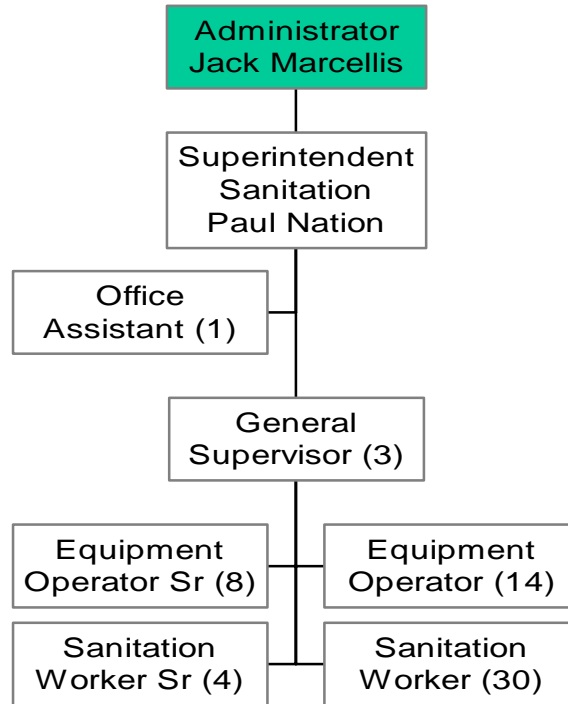 Administrator
Jack Marcellis
Superintendent
Sanitation
Paul Nation
Office
Assistant (1)
General
Supervisor (3)
Equipment
Operator Sr (8)
Equipment
Operator (14)
Sanitation
Worker Sr (4)
Sanitation
Worker (30)